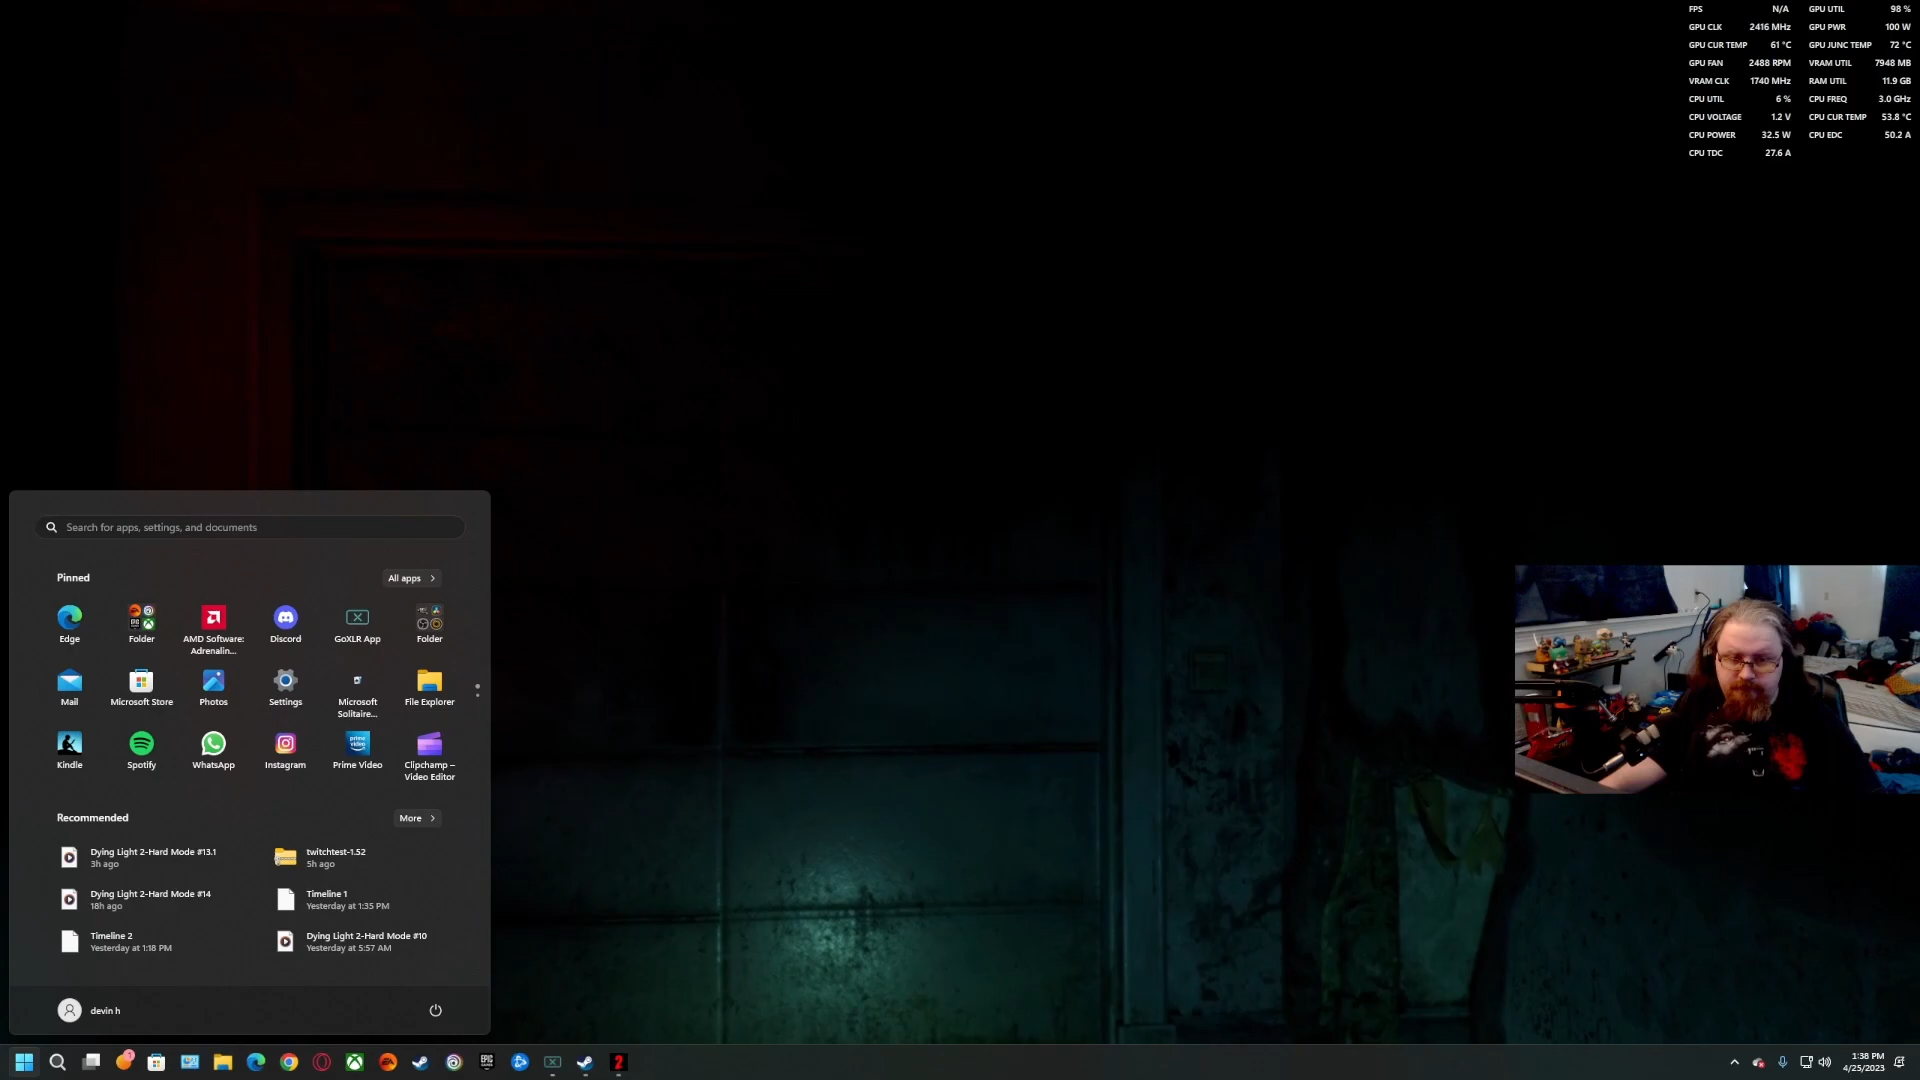 FPS N/A GPU UTIL 98 %
GPU CLK 2416 MHz GPU PWR 100 W
GPU CUR TEMP 61 °C GPU JUNC TEMP 72 °C
GPU FAN 2488 RPM VRAM UTIL 7948 MB
VRAM CLK 1740 MHz RAM UTIL 11.9 GB
CPU UTIL 6 % CPU FREQ 3.0 GHz
CPU VOLTAGE 1.2 V CPU CUR TEMP 53.8 °C
CPU POWER 32.5 W CPU EDC 50.2 A
CPU TDC 27.6 A
Search for apps, settings, and documents
Pinned All apps
Edge Folder AMD Software: Discord GoXLR App Folder
Adrenalin...
Mail Microsoft Store Photos Settings Microsoft File Explorer
Solitaire...
Kindle Spotify WhatsApp Instagram Prime Video Clipchamp –
Video Editor
Recommended More
Dying Light 2-Hard Mode #13.1 twitchtest-1.52
3h ago 5h ago
Dying Light 2-Hard Mode #14 Timeline 1
18h ago Yesterday at 1:35 PM
Timeline 2 Dying Light 2-Hard Mode #10
Yesterday at 1:18 PM Yesterday at 5:57 AM
devin h
1:38 PM
4/25/2023